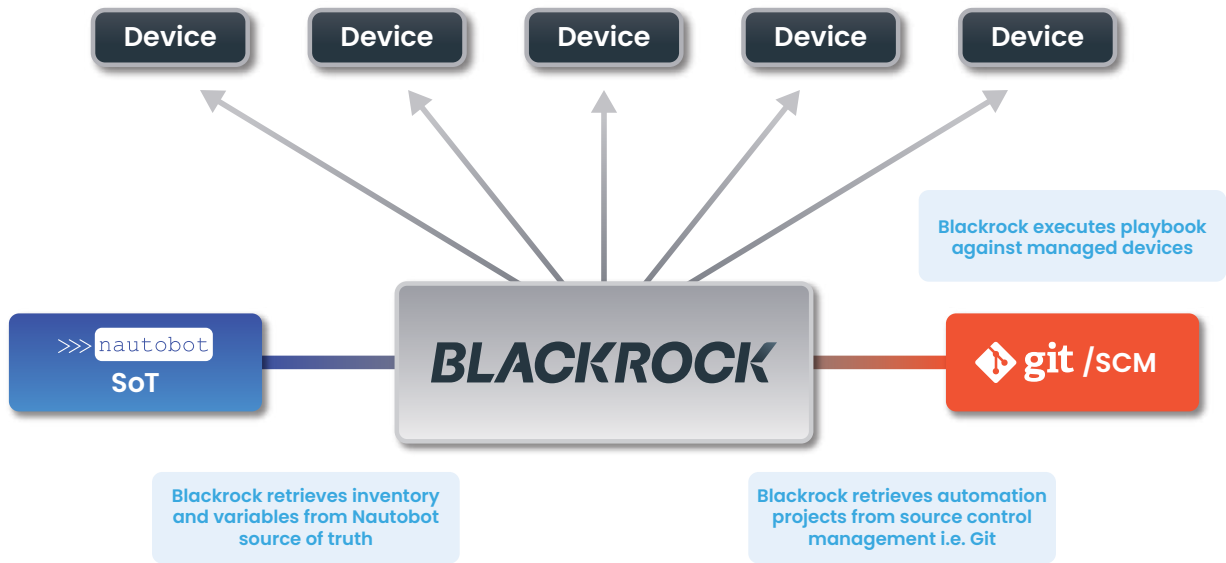 Device
Device
Device
Device
Device
Blackrock executes playbook
against managed devices
>>> nautobot
SoT
BLACKROCK
git /SCM
Blackrock retrieves inventory
and variables from Nautobot
source of truth
Blackrock retrieves automation
projects from source control
management i.e. Git